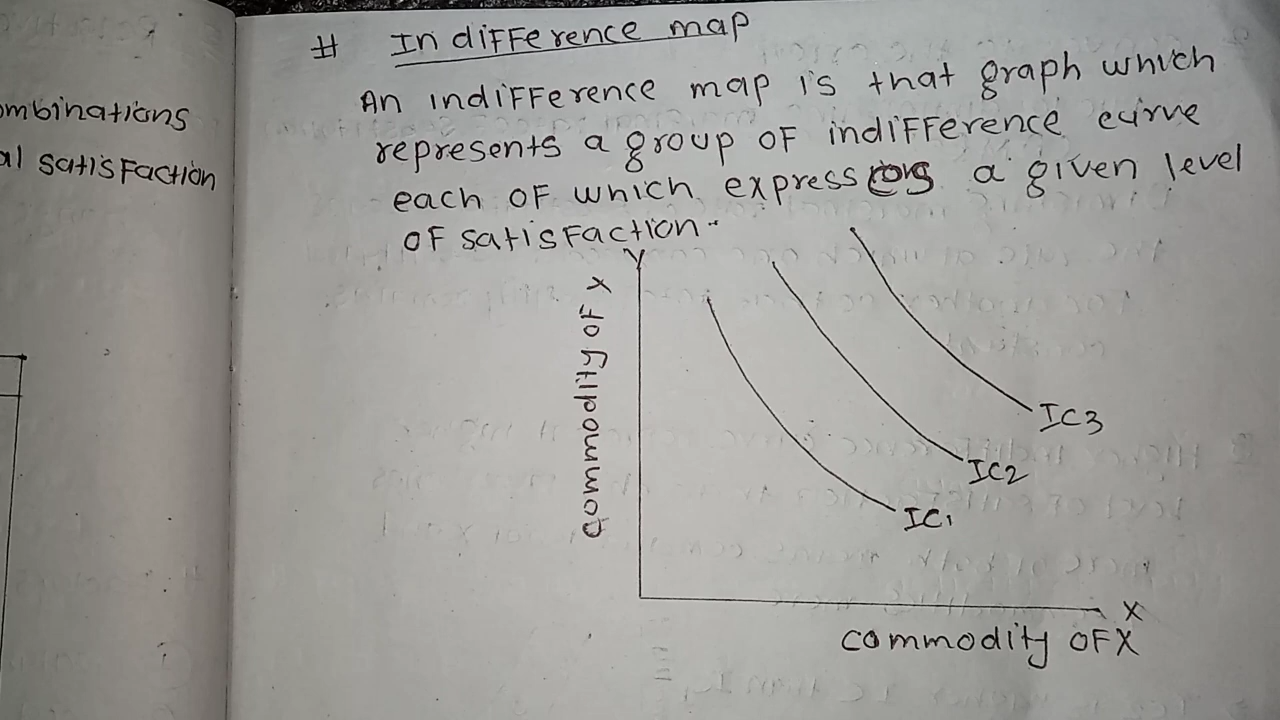 ombinations
al satisfaction
# Indifference map
An indifference map is that graph which
represents a group of indifference curve
each of which express a given level
of satisfaction.
Y
commodity of X
IC3
IC2
IC1
X
commodity of X